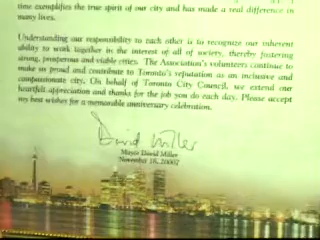 time exemplifies the true spirit of our city and has made a real difference in
many lives.
Understanding our responsibility to each other is to recognize our inherent
ability to work together in the interest of all of society, thereby fostering
strong, prosperous and viable cities. The Association's volunteers continue to
make us proud and contribute to Toronto's reputation as an inclusive and
compassionate city. On behalf of Toronto City Council, we extend our
heartfelt appreciation and thanks for the job you do each day. Please accept
my best wishes for a memorable anniversary celebration.
David Miller
Mayor David Miller
November 16, 2007